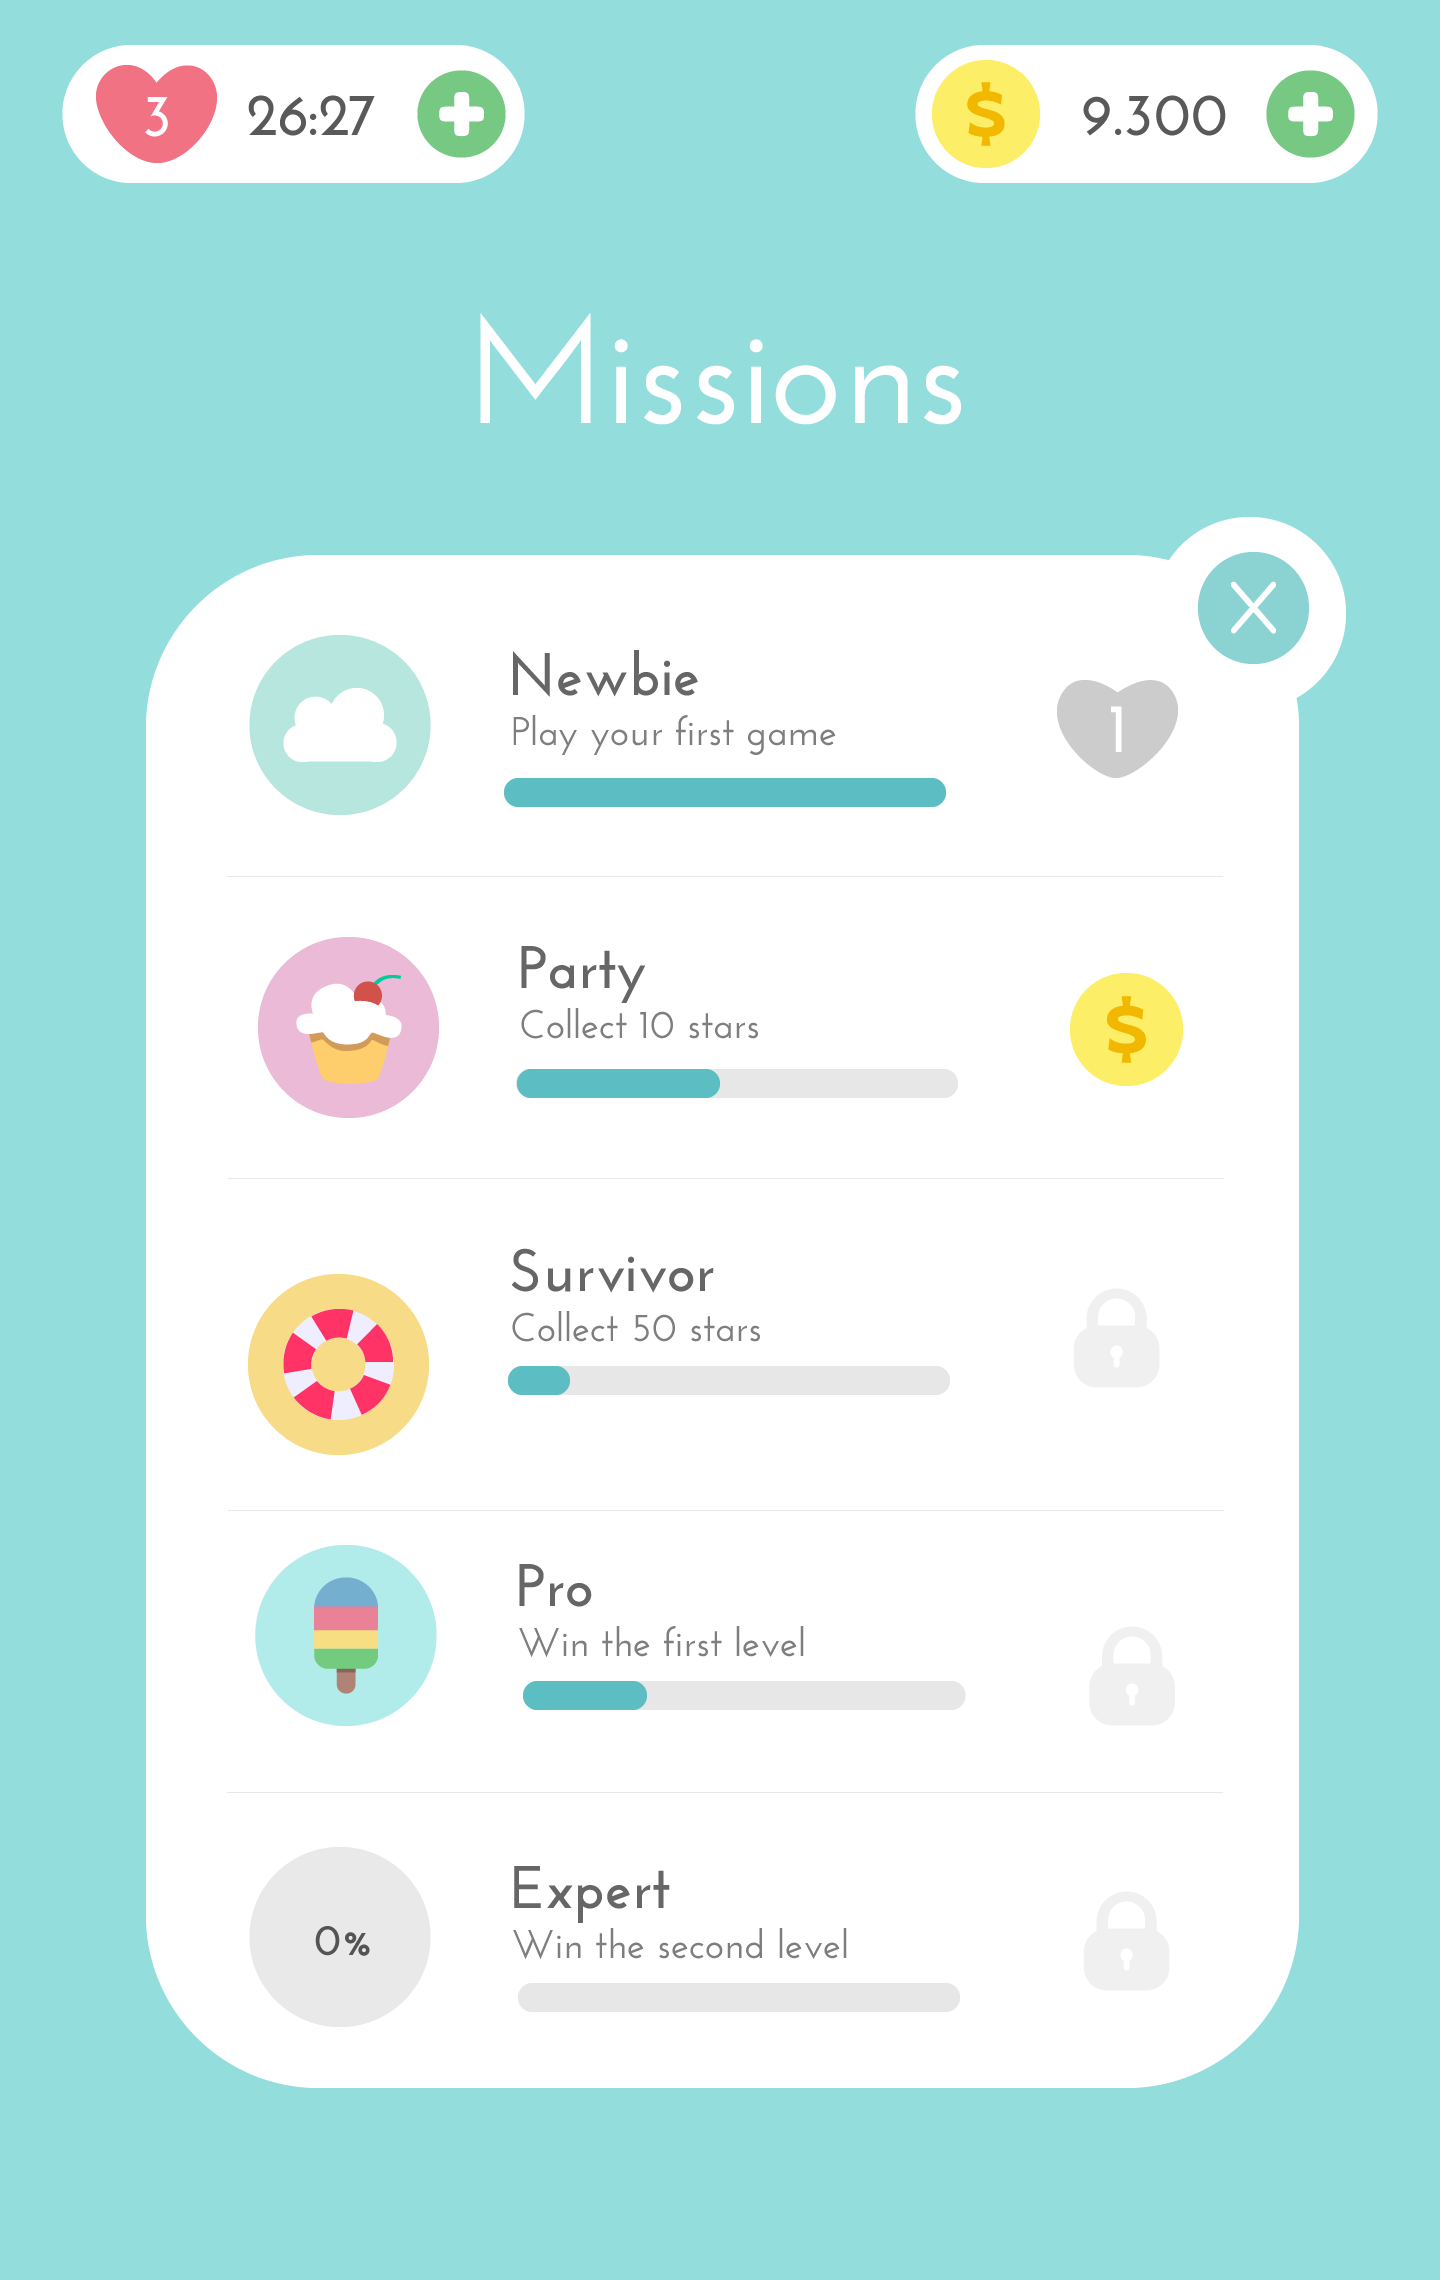 3 26:27
$ 9.300
Missions
X
Newbie
Play your first game
1
Party
Collect 10 stars
$
Survivor
Collect 50 stars
Pro
Win the first level
0%
Expert
Win the second level